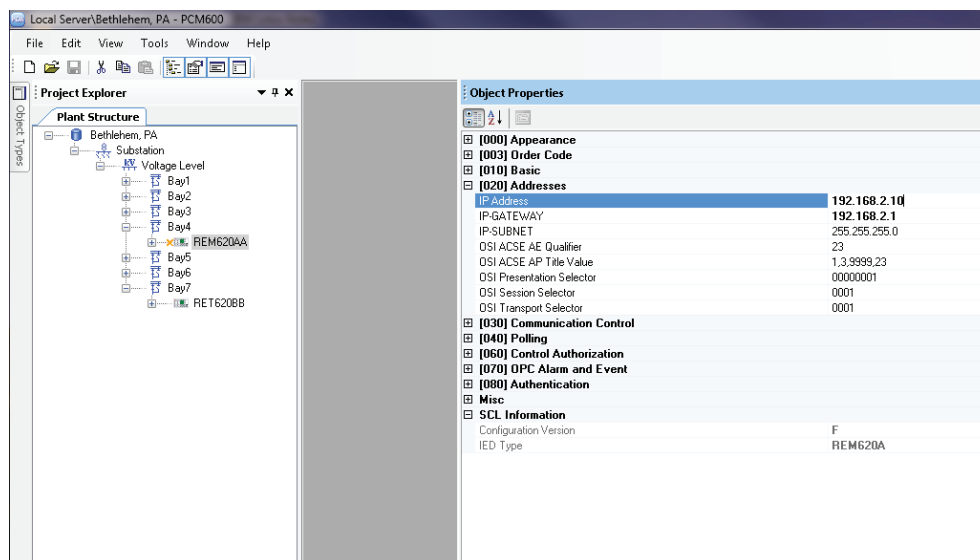 Local Server\Bethlehem, PA - PCM600
File Edit View Tools Window Help
Object Types
Project Explorer
Plant Structure
Bethlehem, PA
Substation
Voltage Level
Bay1
Bay2
Bay3
Bay4
REM620AA
Bay5
Bay6
Bay7
RET620BB
Object Properties
[000] Appearance
[003] Order Code
[010] Basic
[020] Addresses
IP Address 192.168.2.10
IP-GATEWAY 192.168.2.1
IP-SUBNET 255.255.255.0
OSI ACSE AE Qualifier 23
OSI ACSE AP Title Value 1,3,9999,23
OSI Presentation Selector 00000001
OSI Session Selector 0001
OSI Transport Selector 0001
[030] Communication Control
[040] Polling
[060] Control Authorization
[070] OPC Alarm and Event
[080] Authentication
Misc
SCL Information
Configuration Version F
IED Type REM620A